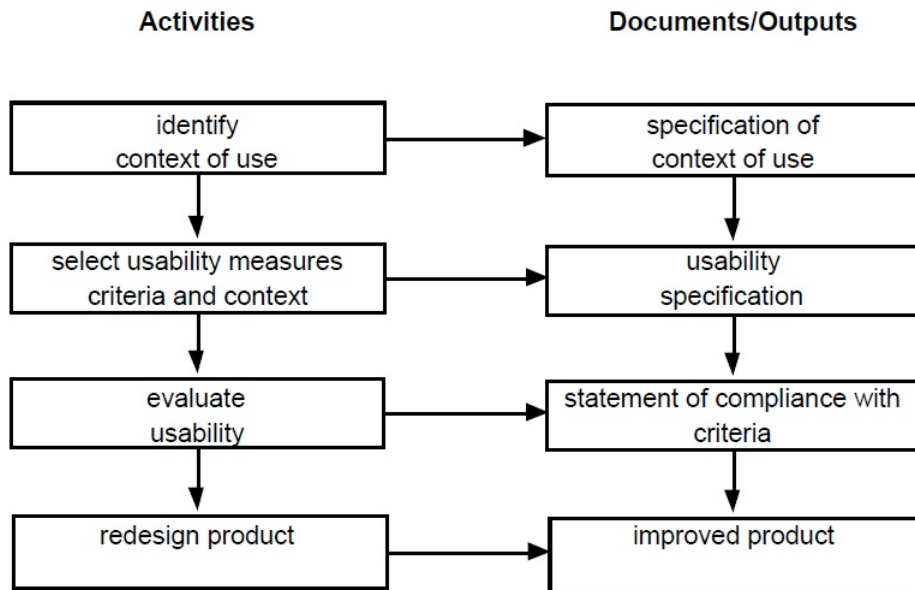 Activities
Documents/Outputs
identify
context of use
specification of
context of use
select usability measures
criteria and context
usability
specification
evaluate
usability
statement of compliance with
criteria
redesign product
improved product